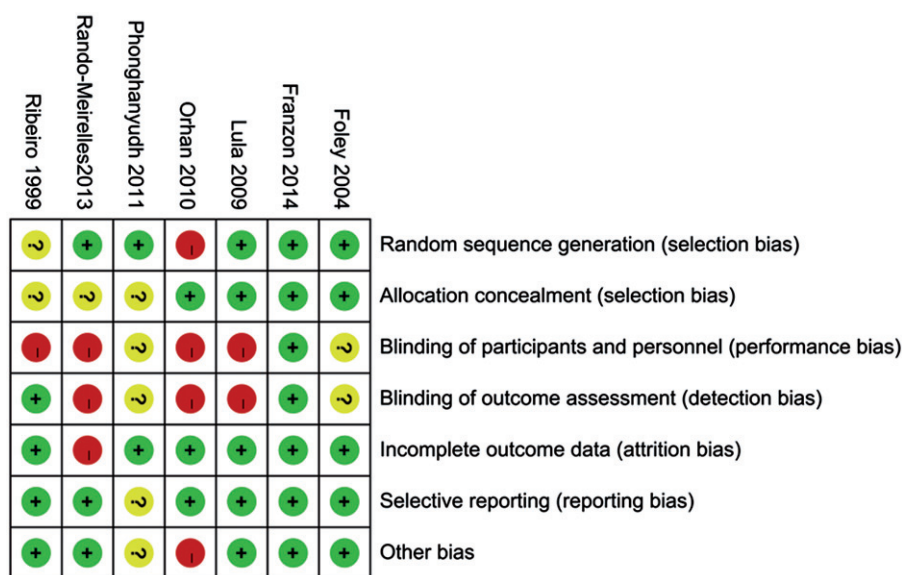 Ribeiro 1999
Rando-Meirelles2013
Phonghanyudh 2011
Orhan 2010
Lula 2009
Franzon 2014
Foley 2004
? + + – + + + Random sequence generation (selection bias)
? ? ? + + + + Allocation concealment (selection bias)
– – ? – – + ? Blinding of participants and personnel (performance bias)
+ – ? – – + ? Blinding of outcome assessment (detection bias)
+ – + + + + + Incomplete outcome data (attrition bias)
+ + ? + + + + Selective reporting (reporting bias)
+ + ? – + + + Other bias